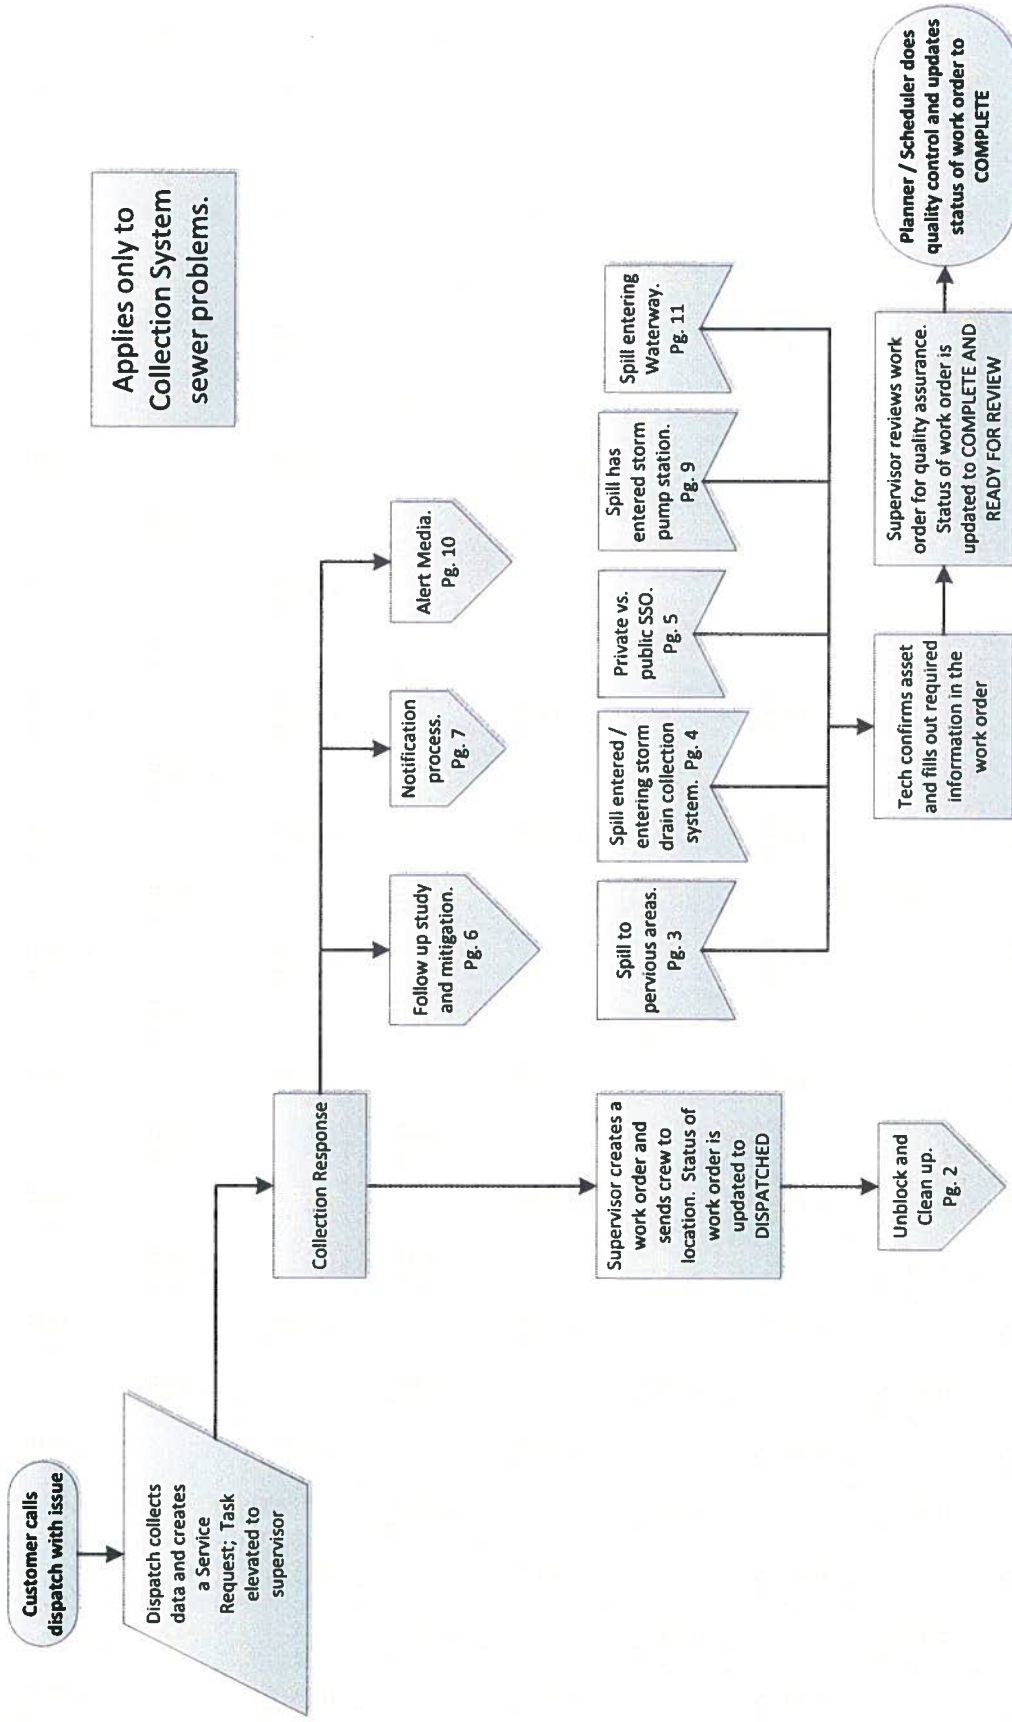 Customer calls
dispatch with issue
Applies only to
Collection System
sewer problems.
Dispatch collects
data and creates
a Service
Request; Task
elevated to
supervisor
Collection Response
Follow up study
and mitigation.
Pg. 6
Notification
process.
Pg. 7
Alert Media.
Pg. 10
Supervisor creates a
work order and
sends crew to
location. Status of
work order is
updated to
DISPATCHED
Spill to
pervious areas.
Pg. 3
Spill entered /
entering storm
drain collection
system. Pg. 4
Private vs.
public SSO.
Pg. 5
Spill has
entered storm
pump station.
Pg. 9
Spill entering
Waterway.
Pg. 11
Unblock and
Clean up.
Pg. 2
Tech confirms asset
and fills out required
information in the
work order
Supervisor reviews work
order for quality assurance.
Status of work order is
updated to COMPLETE AND
READY FOR REVIEW
Planner / Scheduler does
quality control and updates
status of work order to
COMPLETE